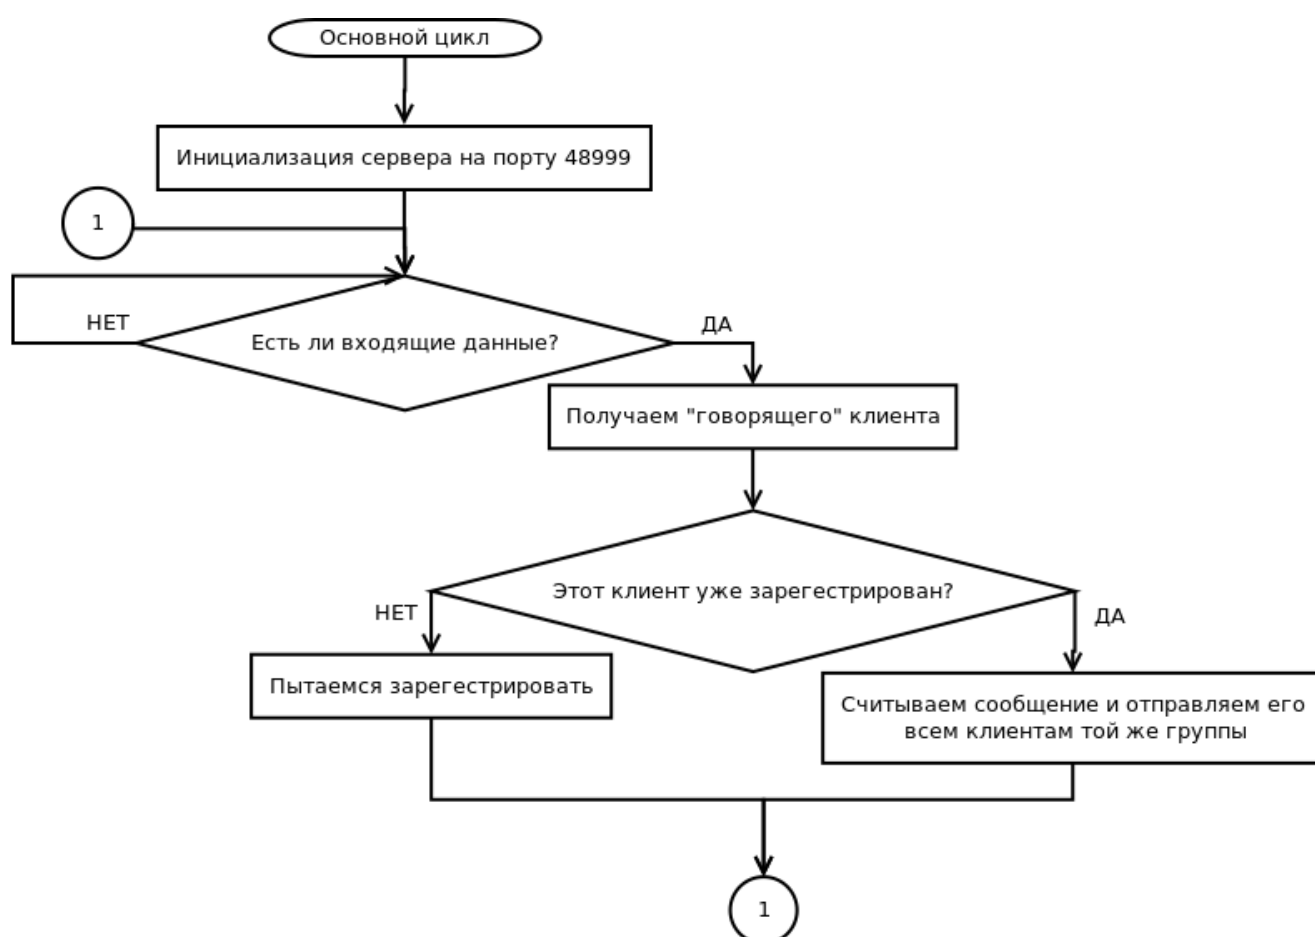 Основной цикл
Инициализация сервера на порту 48999
1
НЕТ
Есть ли входящие данные?
ДА
Получаем "говорящего" клиента
Этот клиент уже зарегестрирован?
НЕТ
ДА
Пытаемся зарегестрировать
Считываем сообщение и отправляем его
всем клиентам той же группы
1